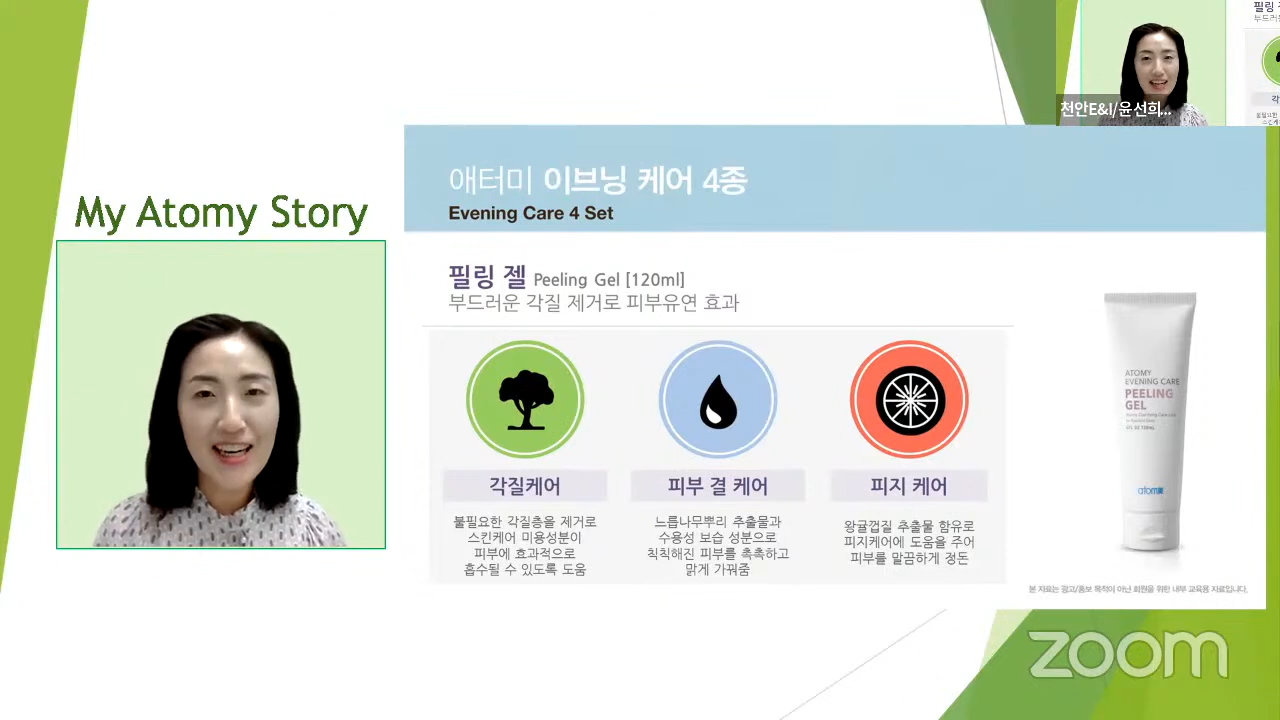 천안E&I/윤선희...
My Atomy Story
애터미 이브닝 케어 4종
Evening Care 4 Set
필링 젤 Peeling Gel [120ml]
부드러운 각질 제거로 피부유연 효과
각질케어
불필요한 각질층을 제거로
스킨케어 미용성분이
피부에 효과적으로
흡수될 수 있도록 도움
피부 결 케어
느릅나무뿌리 추출물과
수용성 보습 성분으로
칙칙해진 피부를 촉촉하고
맑게 가꿔줌
피지 케어
왕귤껍질 추출물 함유로
피지케어에 도움을 주어
피부를 말끔하게 정돈
ATOMY
EVENING CARE
PEELING
GEL
atom美
본 자료는 광고/홍보 목적이 아닌 회원을 위한 내부 교육용 자료입니다.
zoom